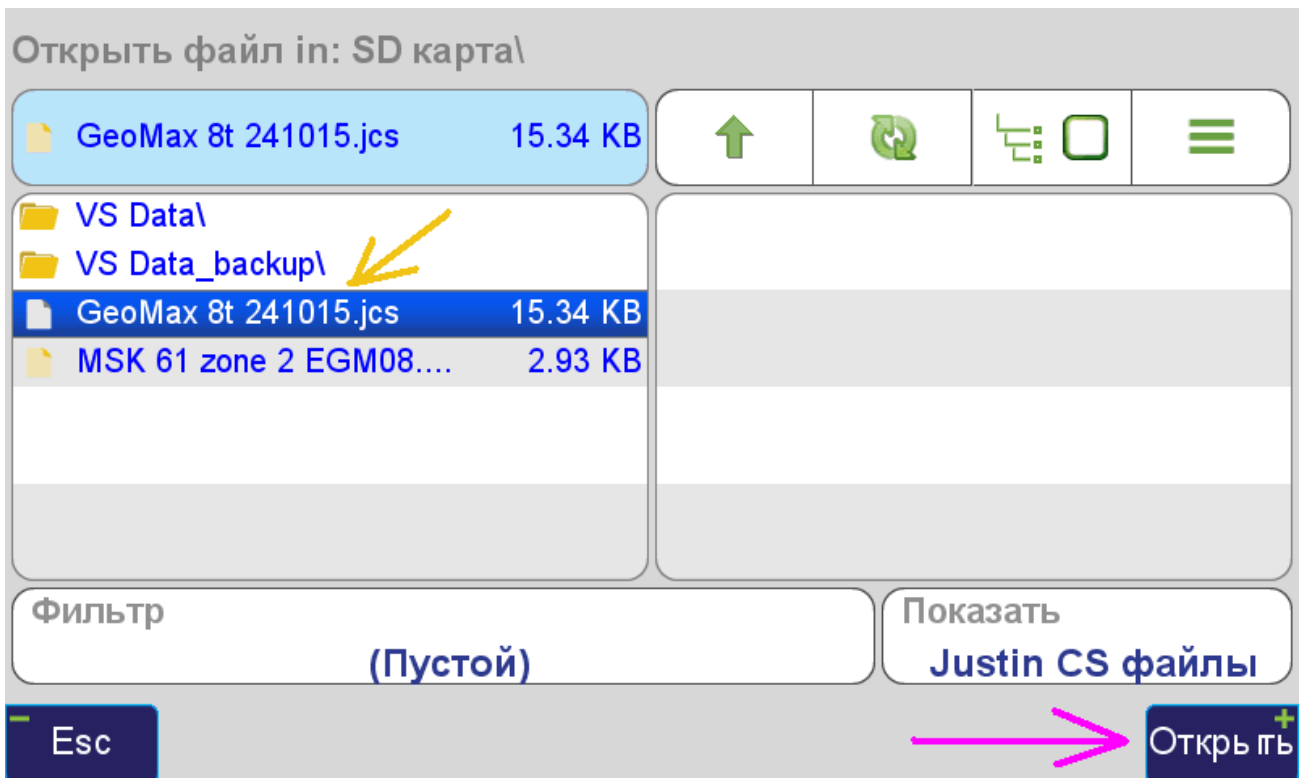 Открыть файл in: SD карта\
GeoMax 8t 241015.jcs 15.34 KB
VS Data\
VS Data_backup\
GeoMax 8t 241015.jcs 15.34 KB
MSK 61 zone 2 EGM08.... 2.93 KB
Фильтр
(Пустой)
Показать
Justin CS файлы
Esc
Открыть